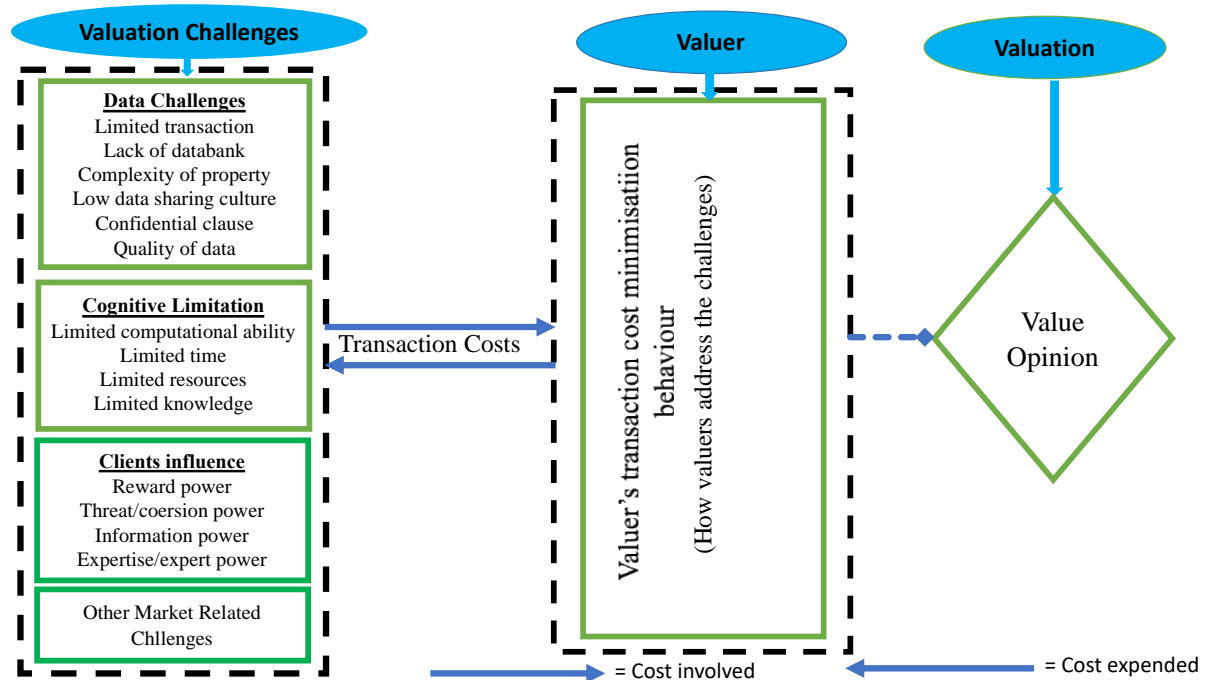 Valuation Challenges
Data Challenges
Limited transaction
Lack of databank
Complexity of property
Low data sharing culture
Confidential clause
Quality of data
Cognitive Limitation
Limited computational ability
Limited time
Limited resources
Limited knowledge
Clients influence
Reward power
Threat/coersion power
Information power
Expertise/expert power
Other Market Related
Chllenges
Transaction Costs
Valuer
Valuer's transaction cost minimisatiion
behaviour
(How valuers address the challenges)
Valuation
Value
Opinion
= Cost involved
= Cost expended